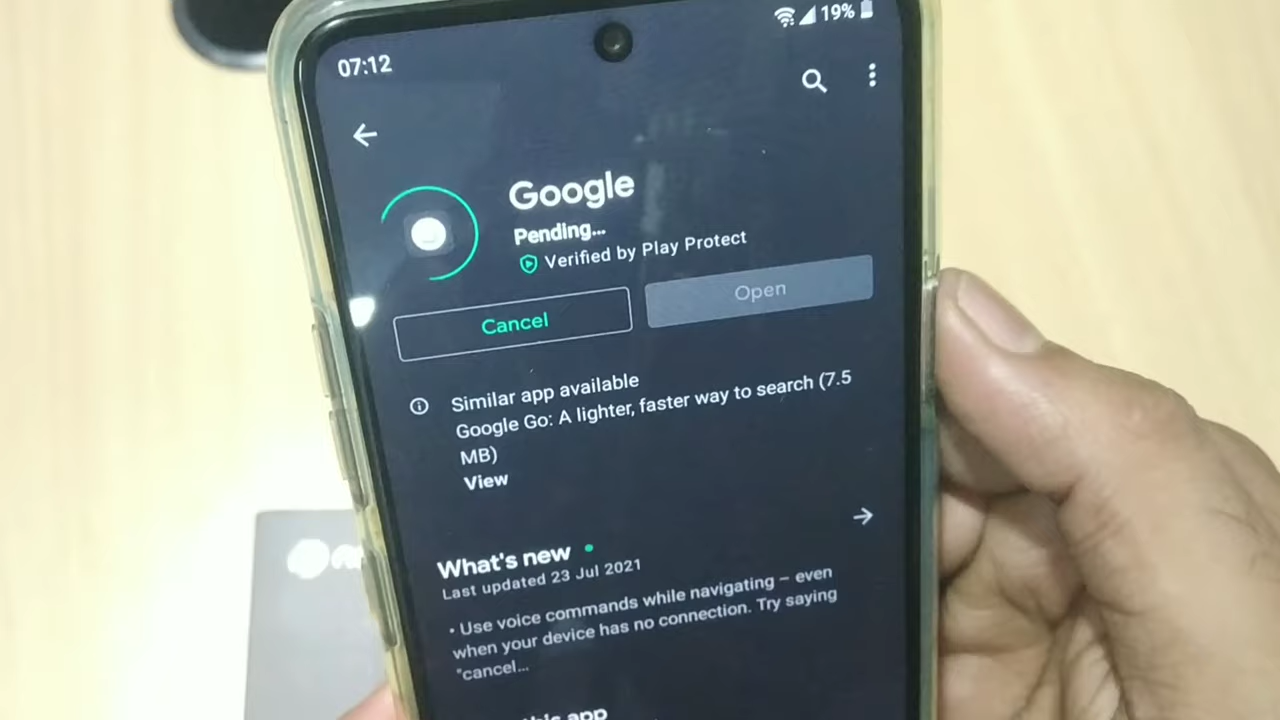 07:12
19%
Google
Pending...
Verified by Play Protect
Cancel
Open
Similar app available
Google Go: A lighter, faster way to search (7.5
MB)
View
What's new
Last updated 23 Jul 2021
• Use voice commands while navigating – even
when your device has no connection. Try saying
"cancel...
this app